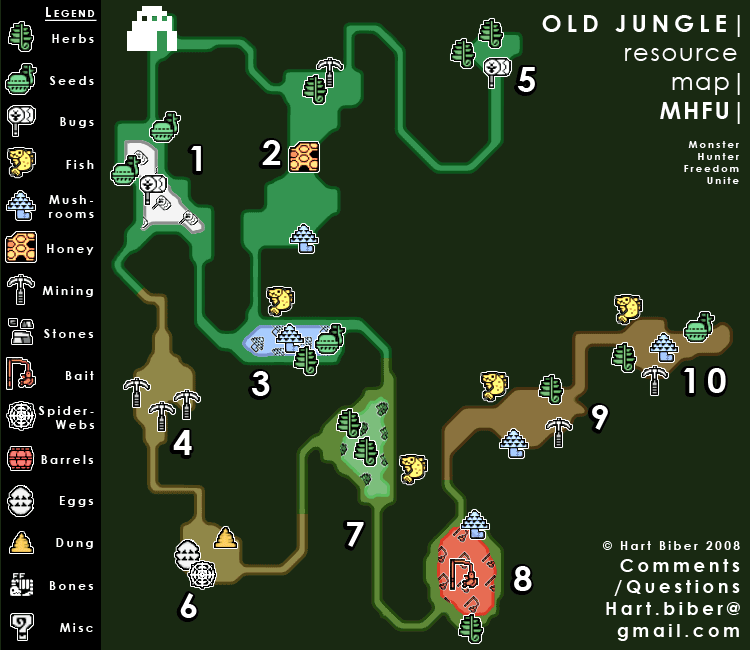 LEGEND
Herbs
Seeds
Bugs
Fish
Mush-
rooms
Honey
Mining
Stones
Bait
Spider-
Webs
Barrels
Eggs
Dung
Bones
Misc
OLD JUNGLE|
resource
map|
MHFU|
Monster
Hunter
Freedom
Unite
1
2
3
4
5
6
7
8
9
10
© Hart Biber 2008
Comments
/Questions
Hart.biber@
gmail.com